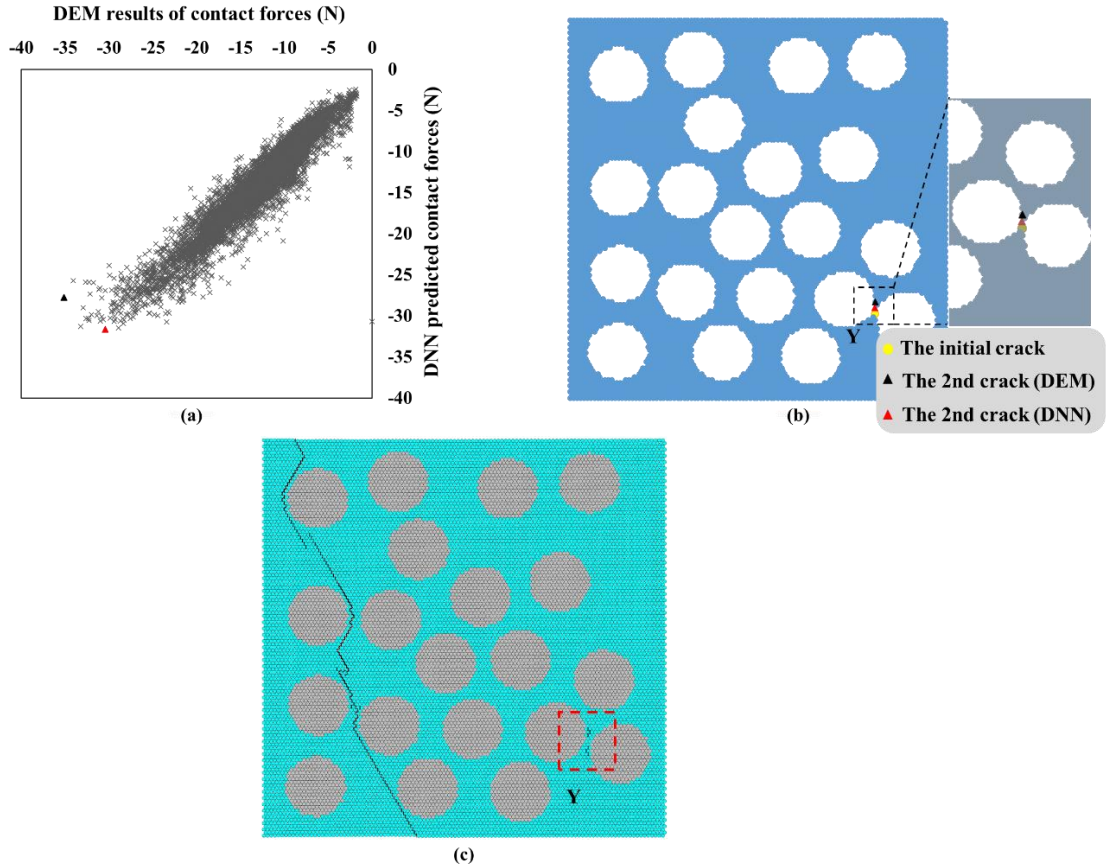 DEM results of contact forces (N)
-40 -35 -30 -25 -20 -15 -10 -5 0
0
-5
-10
-15
-20
-25
-30
-35
-40
DNN predicted contact forces (N)
(a)
Y
The initial crack
The 2nd crack (DEM)
The 2nd crack (DNN)
(b)
Y
(c)